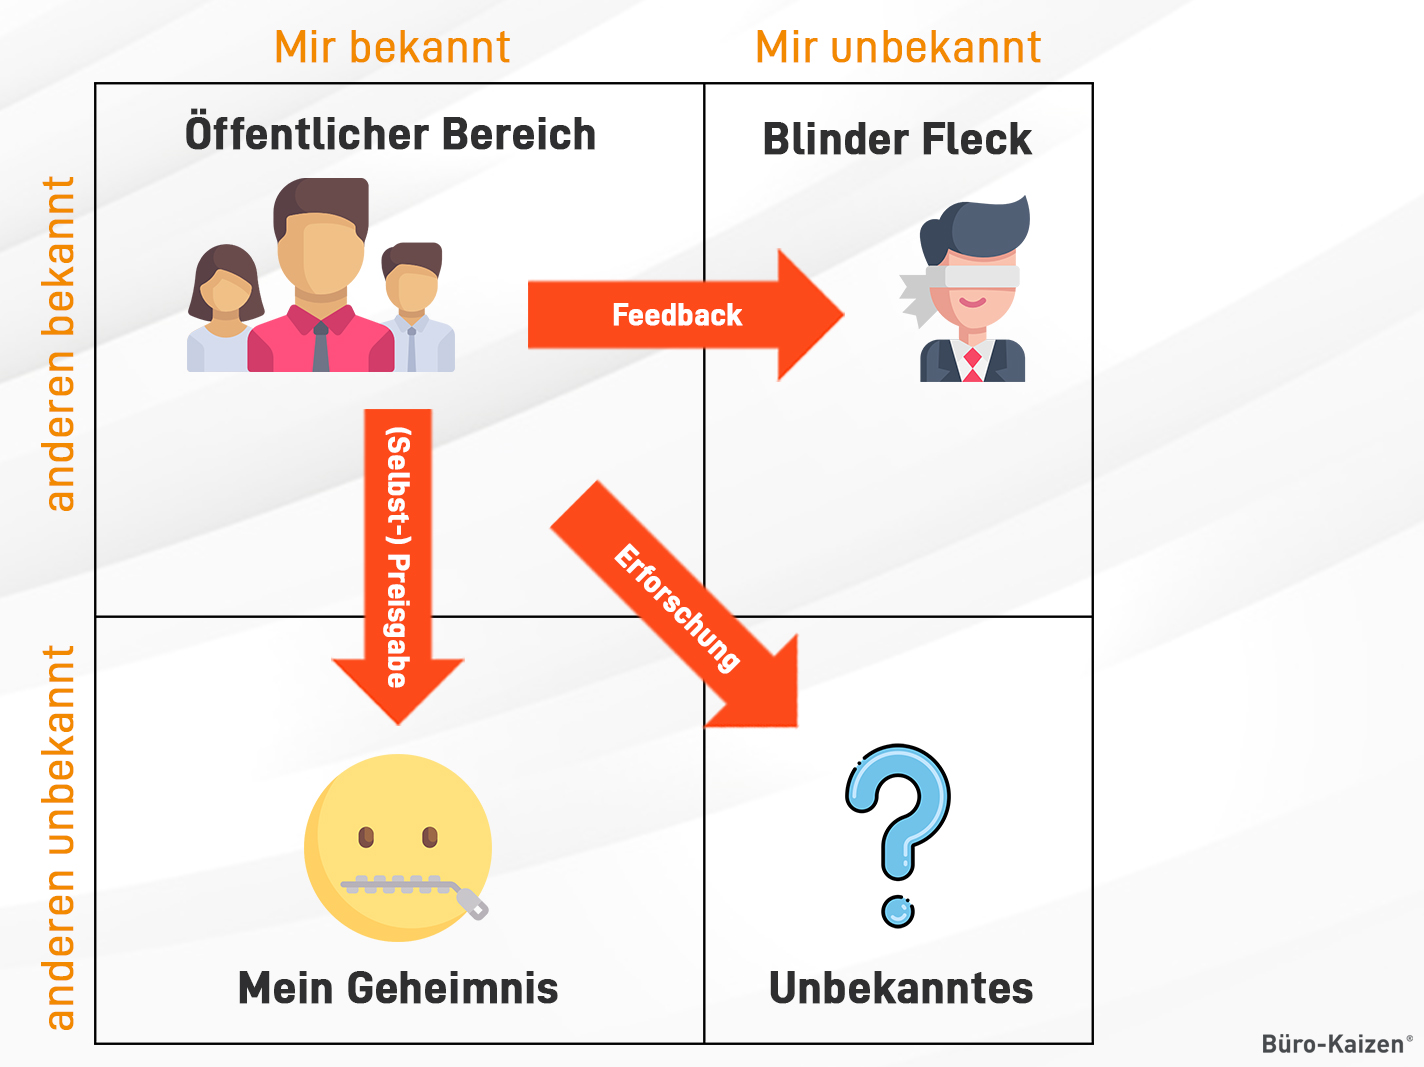 Mir bekannt
Mir unbekannt
anderen bekannt
Öffentlicher Bereich
Blinder Fleck
Feedback
(Selbst-) Preisgabe
Erforschung
anderen unbekannt
Mein Geheimnis
Unbekanntes
Büro-Kaizen®